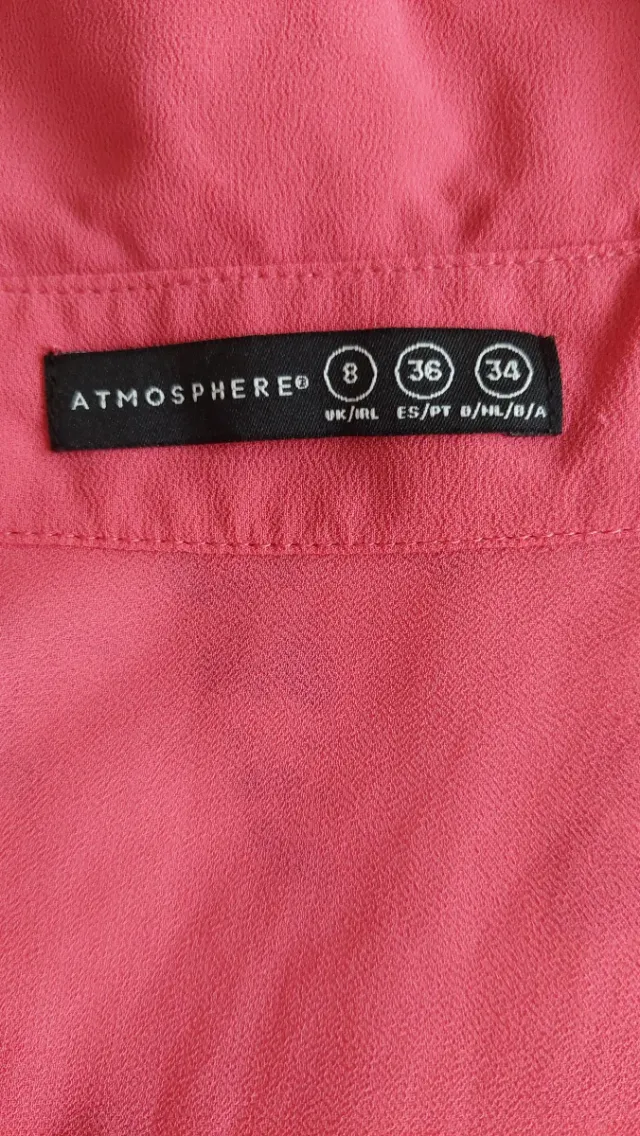 ATMOSPHERE® 8 36 34
UK/IRL ES/PT D/NL/B/A